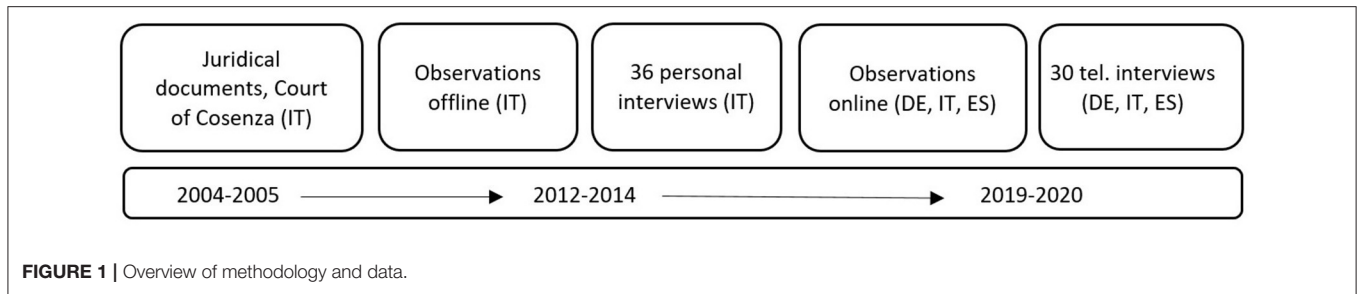 Juridical
documents, Court
of Cosenza (IT)
Observations
offline (IT)
36 personal
interviews (IT)
Observations
online (DE, IT, ES)
30 tel. interviews
(DE, IT, ES)
2004-2005
2012-2014
2019-2020
FIGURE 1 | Overview of methodology and data.